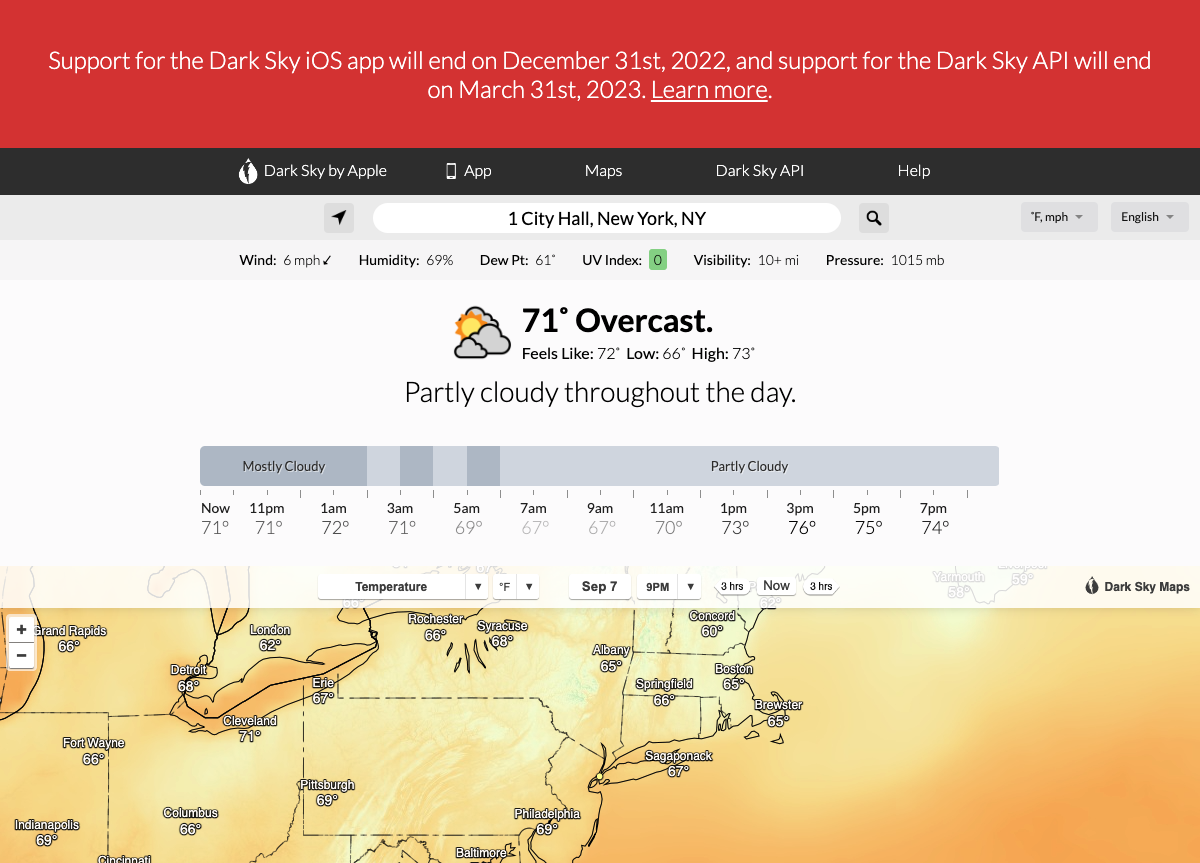 Support for the Dark Sky iOS app will end on December 31st, 2022, and support for the Dark Sky API will end
on March 31st, 2023. Learn more.
Dark Sky by Apple App Maps Dark Sky API Help
1 City Hall, New York, NY ˚F, mph English
Wind: 6 mph Humidity: 69% Dew Pt: 61˚ UV Index: 0 Visibility: 10+ mi Pressure: 1015 mb
71˚ Overcast.
Feels Like: 72˚ Low: 66˚ High: 73˚
Partly cloudy throughout the day.
Mostly Cloudy Partly Cloudy
Now 11pm 1am 3am 5am 7am 9am 11am 1pm 3pm 5pm 7pm
71° 71° 72° 71° 69° 67° 67° 70° 73° 76° 75° 74°
Temperature °F Sep 7 9PM 3 hrs Now 3 hrs Dark Sky Maps
Yarmouth
58°
59°
66°
62°
+
−
Grand Rapids
66°
London
62°
Rochester
66°
Syracuse
68°
Concord
60°
Albany
65°
Detroit
68°
Erie
67°
Springfield
66°
Boston
65°
Brewster
65°
Cleveland
71°
Fort Wayne
66°
Sagaponack
67°
Pittsburgh
69°
Columbus
66°
Philadelphia
69°
Indianapolis
69°
Baltimore
Cincinnati